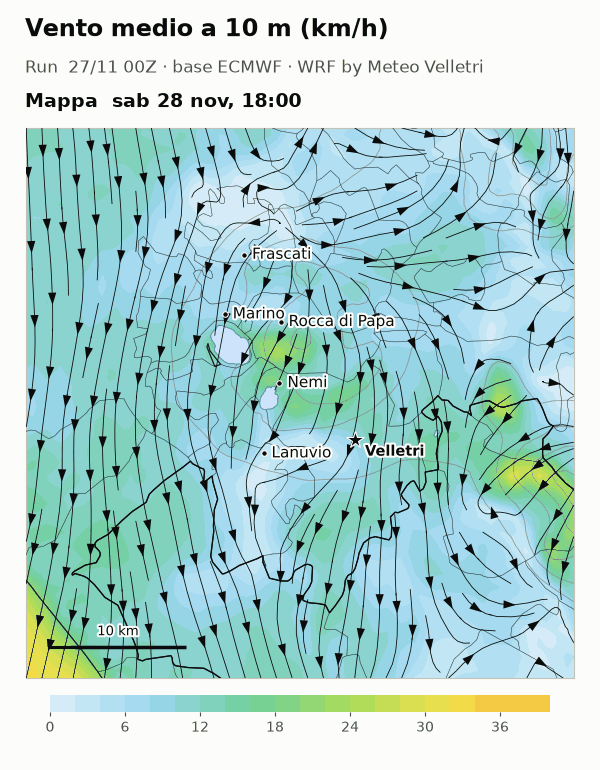 Vento medio a 10 m (km/h)
Run  27/11 00Z · base ECMWF · WRF by Meteo Velletri
Mappa  sab 28 nov, 18:00
Frascati
Marino
Rocca di Papa
Nemi
Velletri
Lanuvio
10 km
0 6 12 18 24 30 36